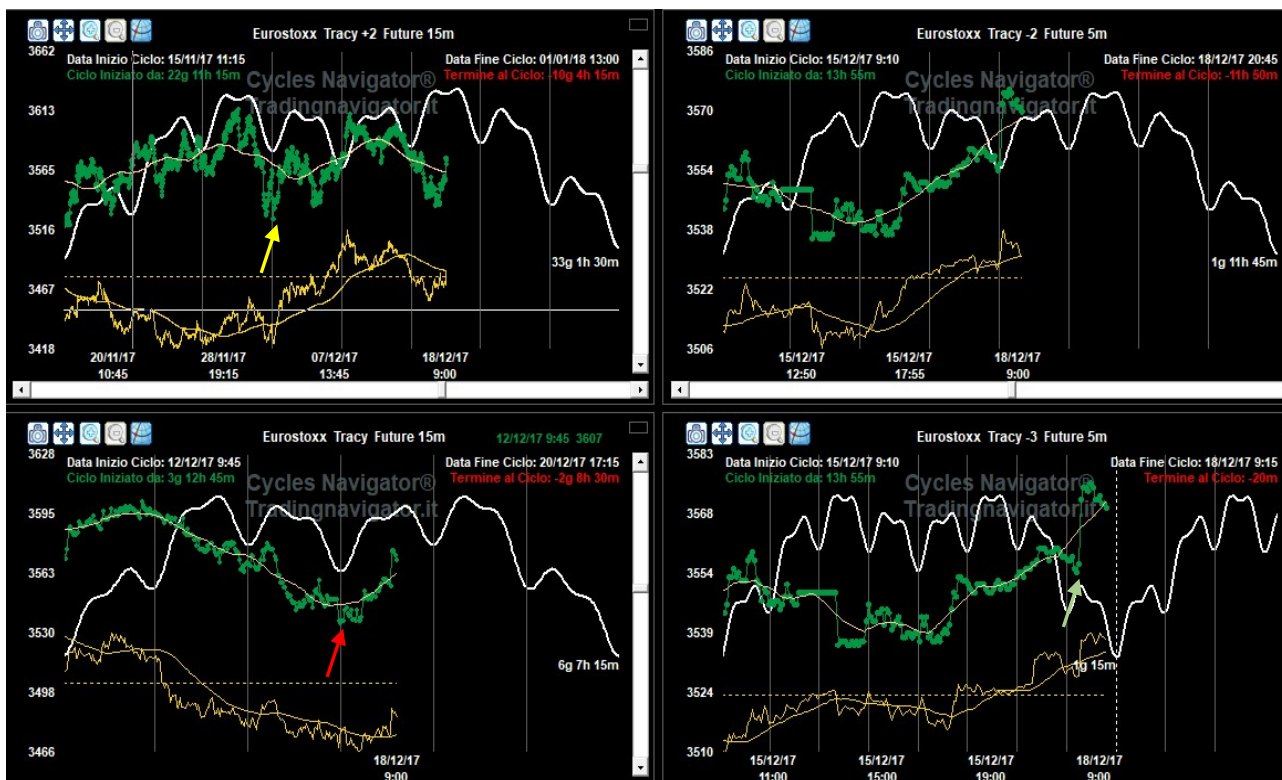 Eurostoxx Tracy +2 Future 15m
3662
Data Inizio Ciclo: 15/11/17 11:15
Data Fine Ciclo: 01/01/18 13:00
Ciclo Iniziato da: 22g 11h 15m
Termine al Ciclo: -10g 4h 15m
Cycles Navigator®
Tradingnavigator.it
3613
3565
3516
33g 1h 30m
3467
3418
20/11/17 28/11/17 07/12/17 18/12/17
10:45 19:15 13:45 9:00
Eurostoxx Tracy -2 Future 5m
3586
Data Inizio Ciclo: 15/12/17 9:10
Data Fine Ciclo: 18/12/17 20:45
Ciclo Iniziato da: 13h 55m
Termine al Ciclo: -11h 50m
Cycles Navigator®
Tradingnavigator.it
3570
3554
3538
1g 11h 45m
3522
3506
15/12/17 15/12/17 18/12/17
12:50 17:55 9:00
Eurostoxx Tracy Future 15m
12/12/17 9:45 3607
3628
Data Inizio Ciclo: 12/12/17 9:45
Data Fine Ciclo: 20/12/17 17:15
Ciclo Iniziato da: 3g 12h 45m
Termine al Ciclo: -2g 8h 30m
Cycles Navigator®
Tradingnavigator.it
3595
3563
3530
6g 7h 15m
3498
3466
18/12/17
9:00
Eurostoxx Tracy -3 Future 5m
3583
Data Inizio Ciclo: 15/12/17 9:10
Data Fine Ciclo: 18/12/17 9:15
Ciclo Iniziato da: 13h 55m
Termine al Ciclo: -20m
Cycles Navigator®
Tradingnavigator.it
3568
3554
3539
1g 15m
3524
3510
15/12/17 15/12/17 15/12/17 18/12/17
11:00 15:00 19:00 9:00